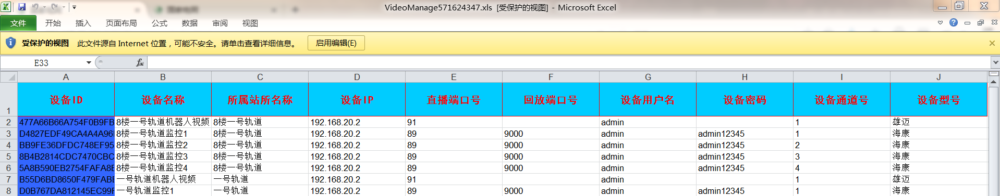 VideoManage571624347.xls [受保护的视图] - Microsoft Excel
文件 开始 插入 页面布局 公式 数据 审阅 视图
受保护的视图 此文件源自 Internet 位置，可能不安全。请单击查看详细信息。 启用编辑(E)
E33 fx
A B C D E F G H I J
1 设备ID 设备名称 所属站所名称 设备IP 直播端口号 回放端口号 设备用户名 设备密码 设备通道号 设备型号
2 477A66B66A754F0B9FB 8楼一号轨道机器人视频 8楼一号轨道 192.168.20.2 91 admin 1 雄迈
3 D4827EDF49CA4A4A96 8楼一号轨道监控1 8楼一号轨道 192.168.20.2 89 9000 admin admin12345 1 海康
4 BB9FE36DFDC748EF95 8楼一号轨道监控2 8楼一号轨道 192.168.20.2 89 9000 admin admin12345 2 海康
5 8B4B2814CDC7470CBC 8楼一号轨道监控3 8楼一号轨道 192.168.20.2 89 9000 admin admin12345 3 海康
6 5A8B590EB2754FAFA8E 8楼一号轨道监控4 8楼一号轨道 192.168.20.2 89 9000 admin admin12345 4 海康
7 B55D6BD8650F479FABE 一号轨道机器人视频 一号轨道 192.168.20.2 91 admin 1 雄迈
8 D0B767DA812145EC99F 一号轨道监控1 一号轨道 192.168.20.2 89 9000 admin admin12345 1 海康